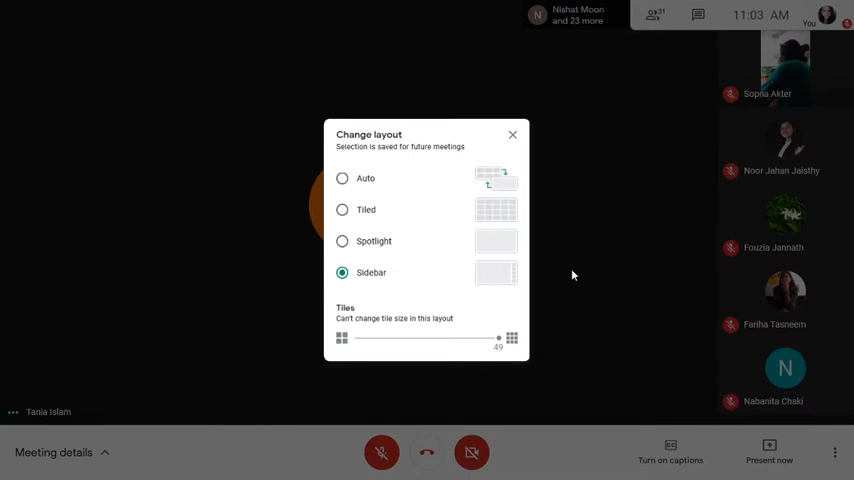 N
Nishat Moon
and 23 more
31
11:03 AM
You
Sopna Akter
Change layout
Selection is saved for future meetings
Auto
Noor Jahan Jaisthy
Tiled
Spotlight
Fouzia Jannath
Sidebar
Tiles
Can't change tile size in this layout
Fariha Tasneem
49
N
Nabanita Chaki
Tania Islam
Meeting details
Turn on captions
Present now